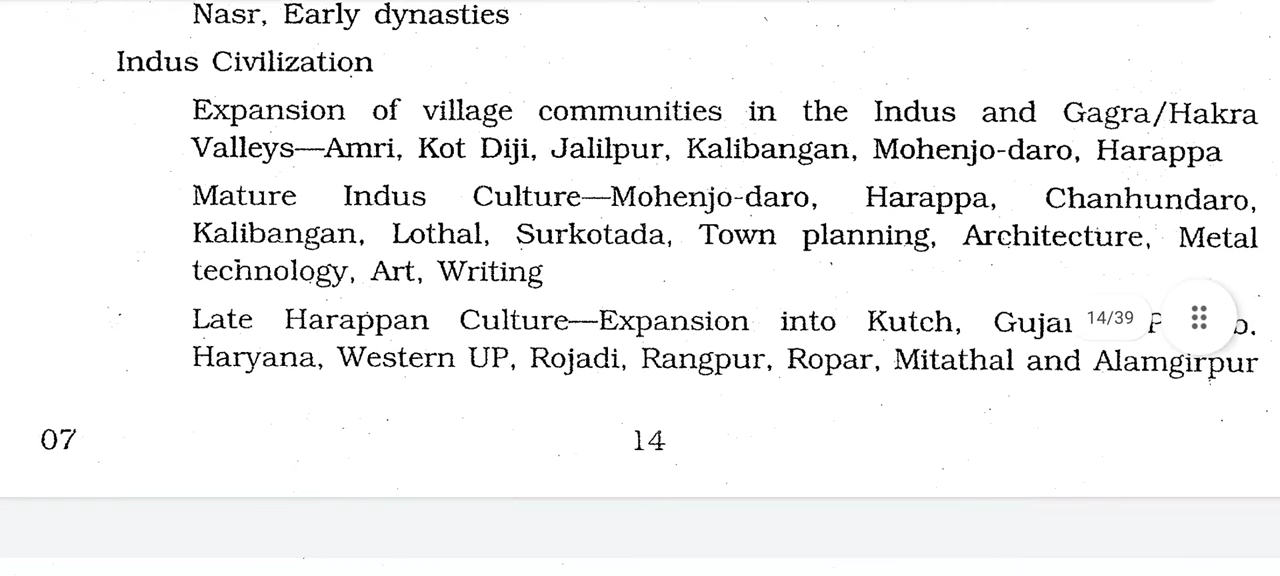 Nasr, Early dynasties
Indus Civilization
Expansion of village communities in the Indus and Gagra/Hakra
Valleys—Amri, Kot Diji, Jalilpur, Kalibangan, Mohenjo-daro, Harappa
Mature Indus Culture—Mohenjo-daro, Harappa, Chanhundaro,
Kalibangan, Lothal, Surkotada, Town planning, Architecture, Metal
technology, Art, Writing
Late Harappan Culture—Expansion into Kutch,
14/39
Haryana, Western UP, Rojadi, Rangpur, Ropar, Mitathal and Alamgirpur
07 14